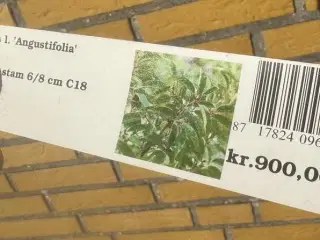 l. 'Angustifolia'
stam 6/8 cm C18
87 17824 096
kr.900,0